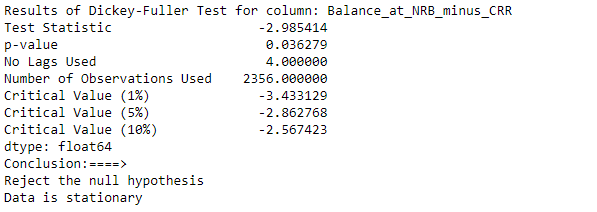 Results of Dickey-Fuller Test for column: Balance_at_NRB_minus_CRR
Test Statistic                -2.985414
p-value                        0.036279
No Lags Used                   4.000000
Number of Observations Used 2356.000000
Critical Value (1%)           -3.433129
Critical Value (5%)           -2.862768
Critical Value (10%)          -2.567423
dtype: float64
Conclusion:====>
Reject the null hypothesis
Data is stationary